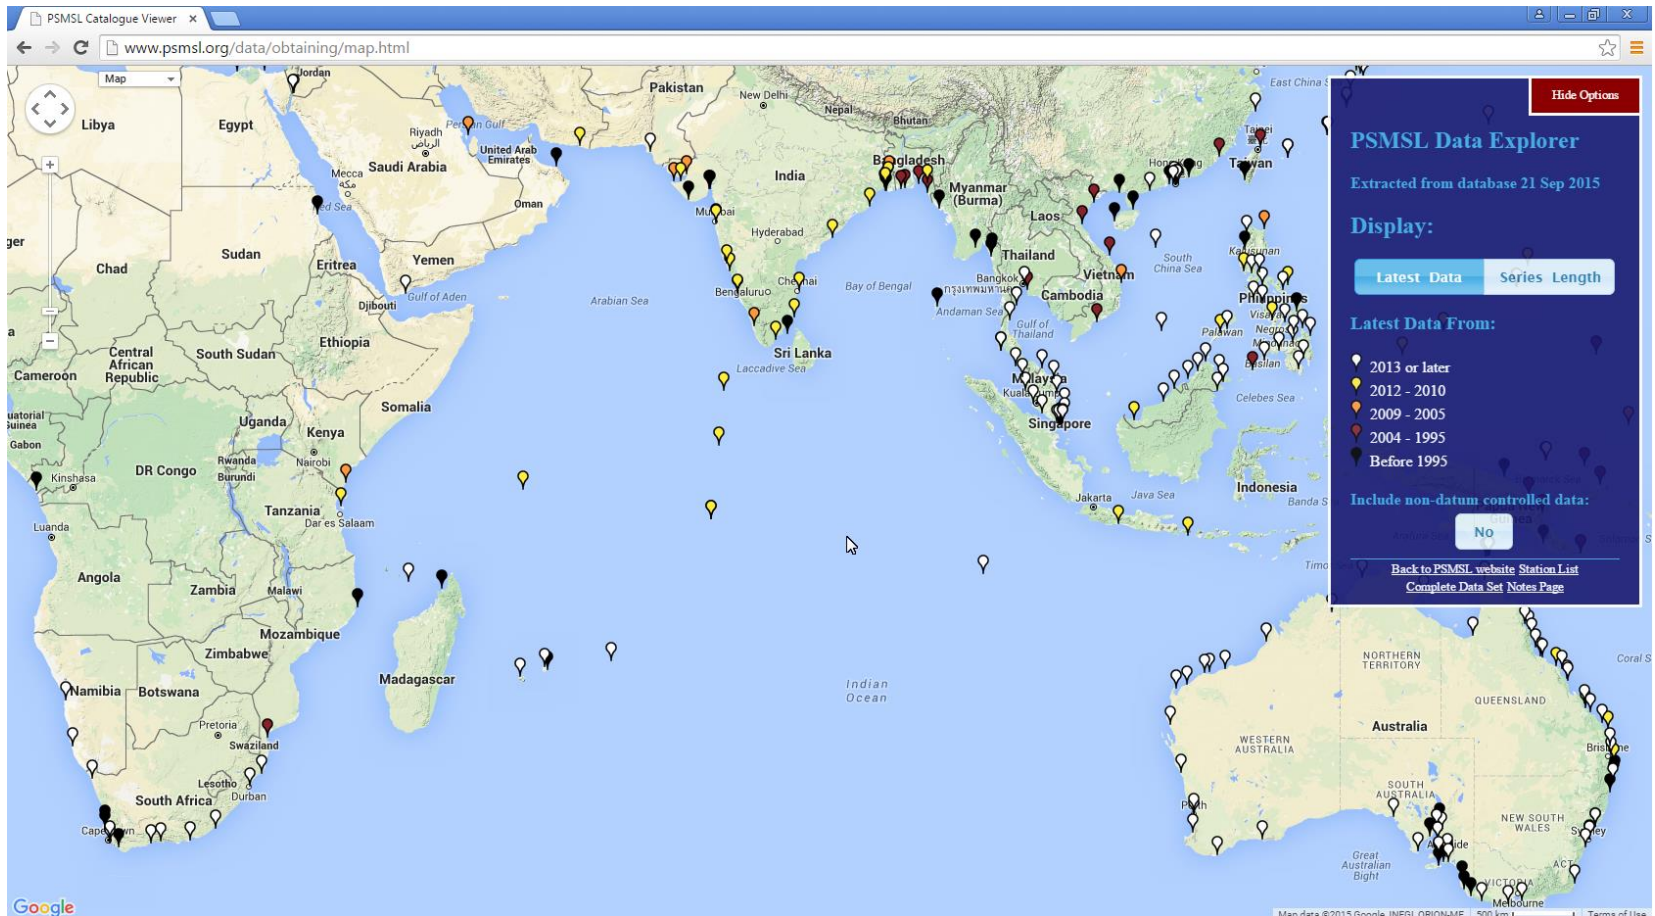 PSMSL Catalogue Viewer
www.psmsl.org/data/obtaining/map.html
Map
Jordan
Pakistan
New Delhi
Nepal
Bhutan
East China S
Hide Options
Libya
Egypt
Persian Gulf
Riyadh
الرياض
United Arab
Emirates
Saudi Arabia
Mecca
مكة
Red Sea
Oman
India
Bangladesh
Myanmar
(Burma)
Hong Kong
Taipei
Taiwan
PSMSL Data Explorer
Extracted from database 21 Sep 2015
Display:
Latest Data
Series Length
Latest Data From:
2013 or later
2012 - 2010
2009 - 2005
2004 - 1995
Before 1995
Include non-datum controlled data:
No
Back to PSMSL website
Station List
Complete Data Set
Notes Page
Mumbai
Hyderabad
Laos
Thailand
Vietnam
Bangkok
Cambodia
South
China Sea
Philippines
ger
Chad
Sudan
Eritrea
Yemen
Gulf of Aden
Djibouti
Arabian Sea
Bengaluru
Chennai
Bay of Bengal
Andaman Sea
Gulf of
Thailand
Palawan
Basilan
Ethiopia
South Sudan
Central
African
Republic
Cameroon
Sri Lanka
Laccadive Sea
Malaysia
Kuala Lumpur
Singapore
Celebes Sea
Somalia
Uganda
Kenya
Nairobi
uatorial
Guinea
Gabon
DR Congo
Rwanda
Burundi
Kinshasa
Tanzania
Dar es Salaam
Luanda
Indonesia
Jakarta
Java Sea
Banda S
Angola
Zambia
Malawi
Mozambique
Zimbabwe
Madagascar
Namibia
Botswana
Pretoria
Swaziland
Lesotho
Durban
South Africa
Cape Town
Indian
Ocean
NORTHERN
TERRITORY
Coral S
QUEENSLAND
Australia
WESTERN
AUSTRALIA
Brisbane
SOUTH
AUSTRALIA
Perth
NEW SOUTH
WALES
Sydney
Adelaide
Great
Australian
Bight
ACT
VICTORIA
Melbourne
Google
Map data ©2015 Google, INEGI, ORION-ME
500 km
Terms of Use